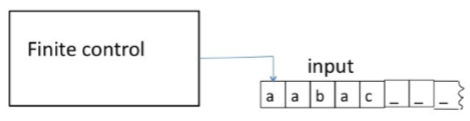 Finite control
input
a a b a c _ _ _